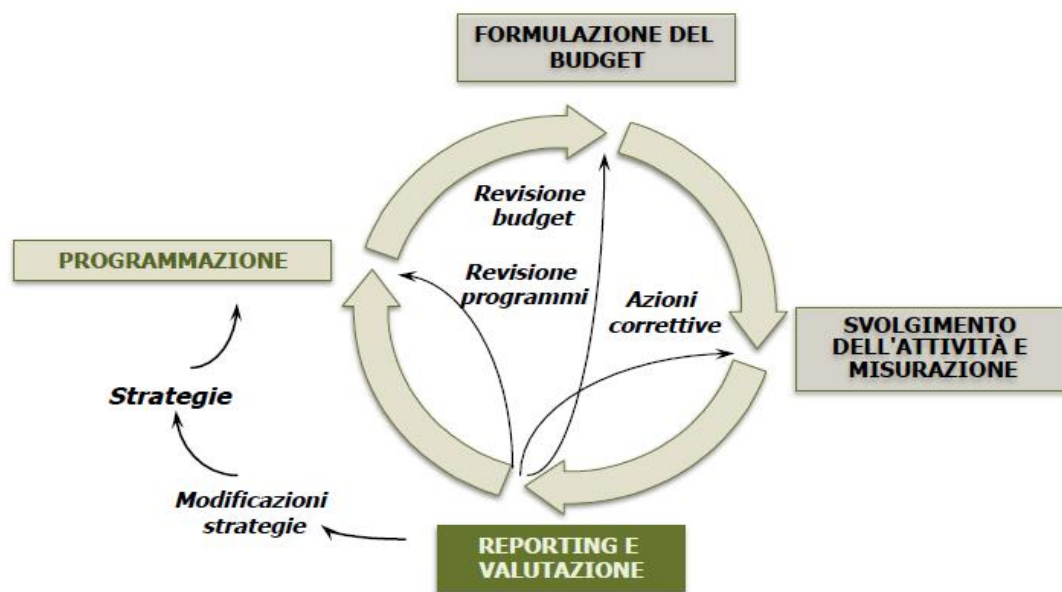 FORMULAZIONE DEL
BUDGET
Revisione
budget
PROGRAMMAZIONE
Revisione
programmi
Azioni
correttive
SVOLGIMENTO
DELL'ATTIVITÀ E
MISURAZIONE
Strategie
Modificazioni
strategie
REPORTING E
VALUTAZIONE